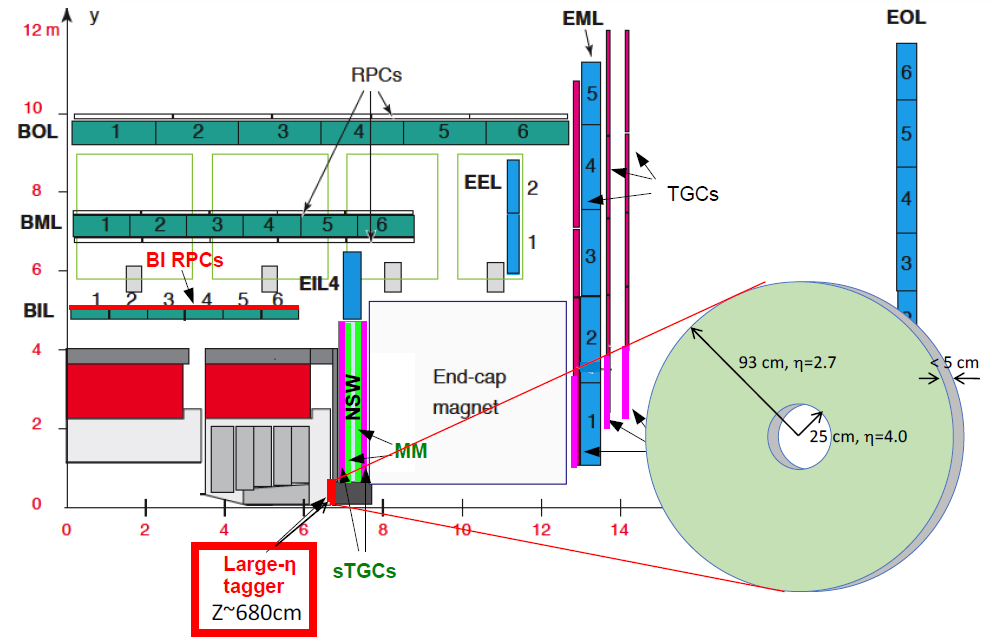 y
EML
EOL
12 m
RPCs
10
BOL
1 2 3 4 5 6
5
4
3
2
1
6
5
4
3
EEL
2
1
TGCs
8
BML
1 2 3 4 5 6
BI RPCs
6
EIL4
BIL
1 2 3 4 5 6
4
NSW
End-cap
magnet
2
MM
93 cm, η=2.7
< 5 cm
25 cm, η=4.0
0
0 2 4 6 8 10 12 14
Large-η
tagger
Z~680cm
sTGCs